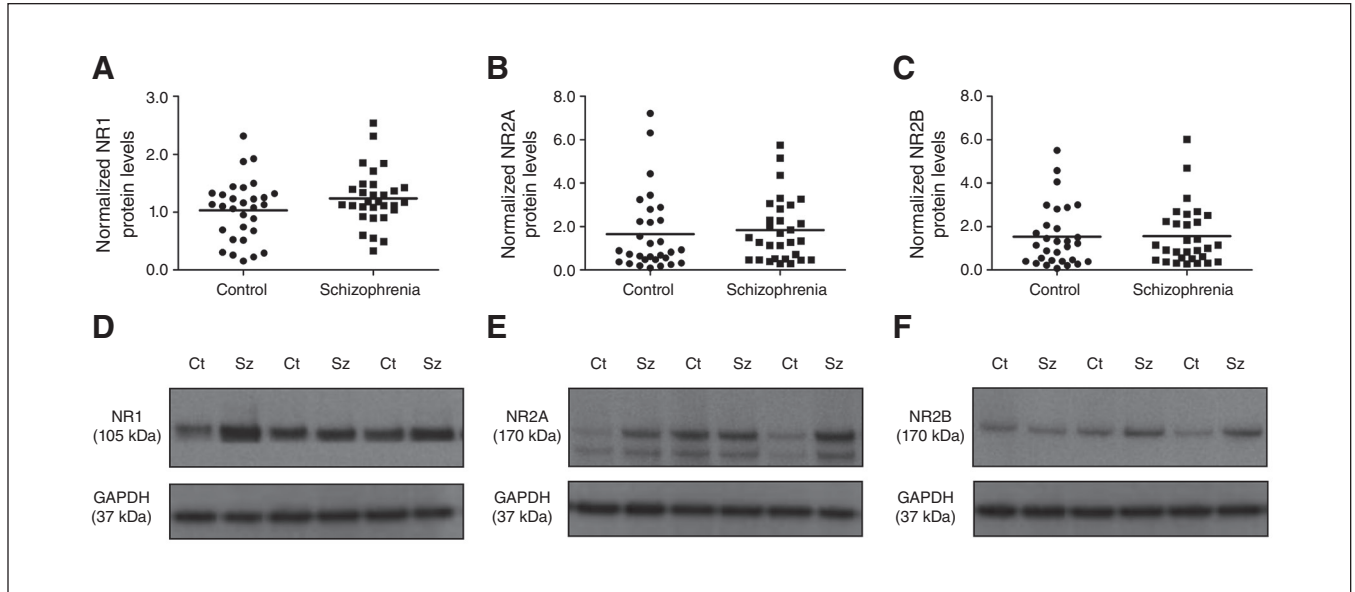 A
Normalized NR1
protein levels
3.0
2.0
1.0
0.0
Control
Schizophrenia
B
Normalized NR2A
protein levels
8.0
6.0
4.0
2.0
0.0
Control
Schizophrenia
C
Normalized NR2B
protein levels
8.0
6.0
4.0
2.0
0.0
Control
Schizophrenia
D
Ct Sz Ct Sz Ct Sz
NR1
(105 kDa)
GAPDH
(37 kDa)
E
Ct Sz Ct Sz Ct Sz
NR2A
(170 kDa)
GAPDH
(37 kDa)
F
Ct Sz Ct Sz Ct Sz
NR2B
(170 kDa)
GAPDH
(37 kDa)